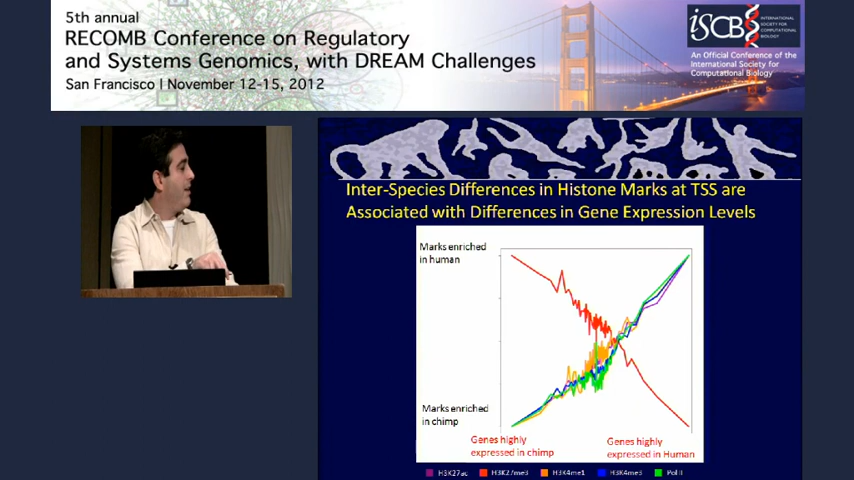 5th annual
RECOMB Conference on Regulatory
and Systems Genomics, with DREAM Challenges
San Francisco | November 12-15, 2012
iSCB
INTERNATIONAL
SOCIETY FOR
COMPUTATIONAL
BIOLOGY
An Official Conference of the
International Society for
Computational Biology
Inter-Species Differences in Histone Marks at TSS are
Associated with Differences in Gene Expression Levels
Marks enriched
in human
Marks enriched
in chimp
Genes highly
expressed in chimp
Genes highly
expressed in Human
H3K27ac H3K27me3 H3K4me1 H3K4me3 Pol II